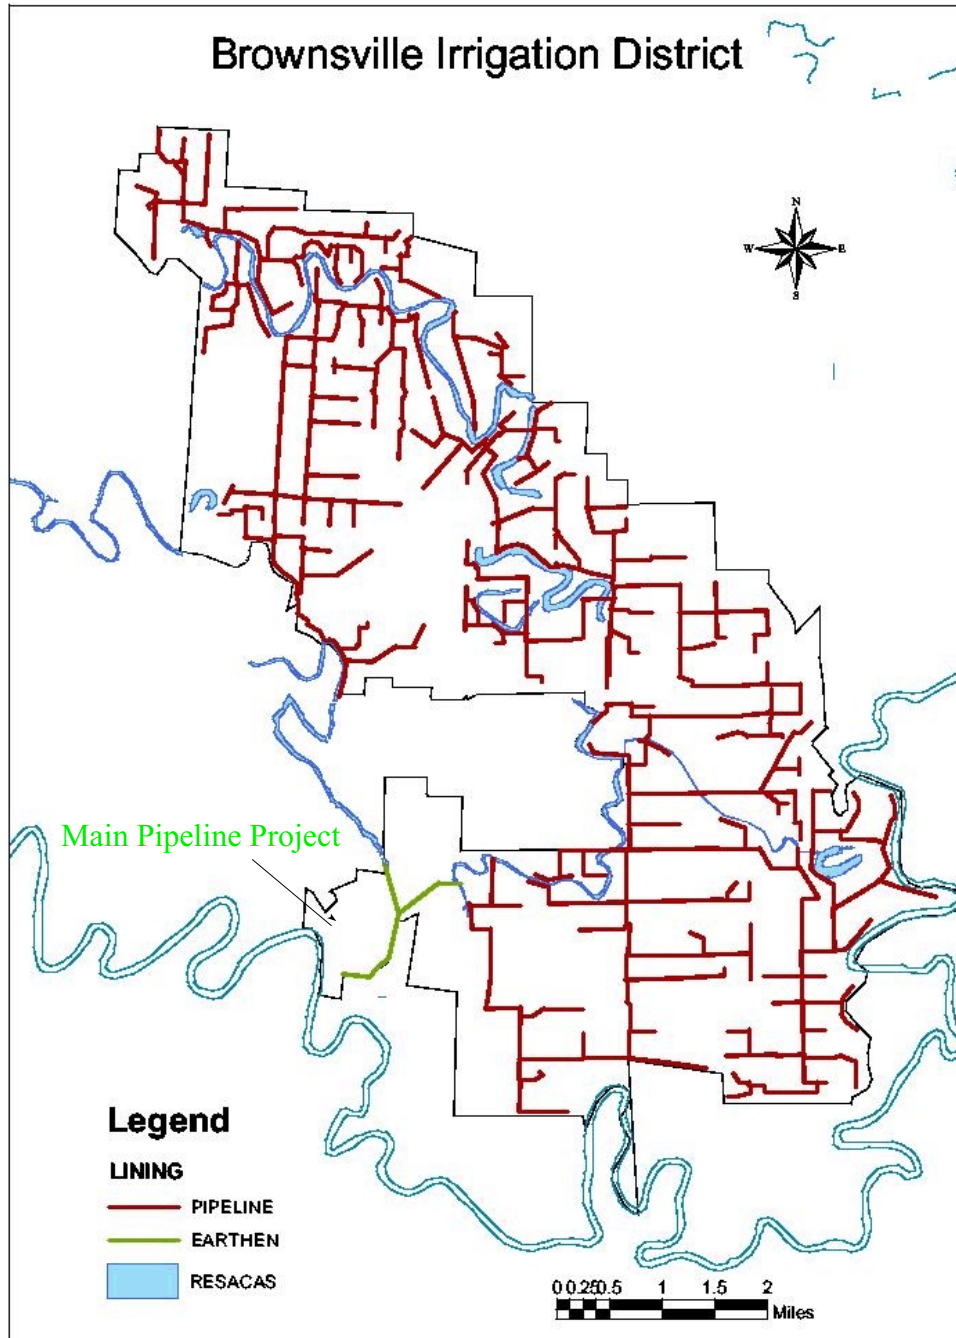 Brownsville Irrigation District
N
W E
S
Main Pipeline Project
Legend
LINING
PIPELINE
EARTHEN
RESACAS
0 0.250.5 1 1.5 2
Miles